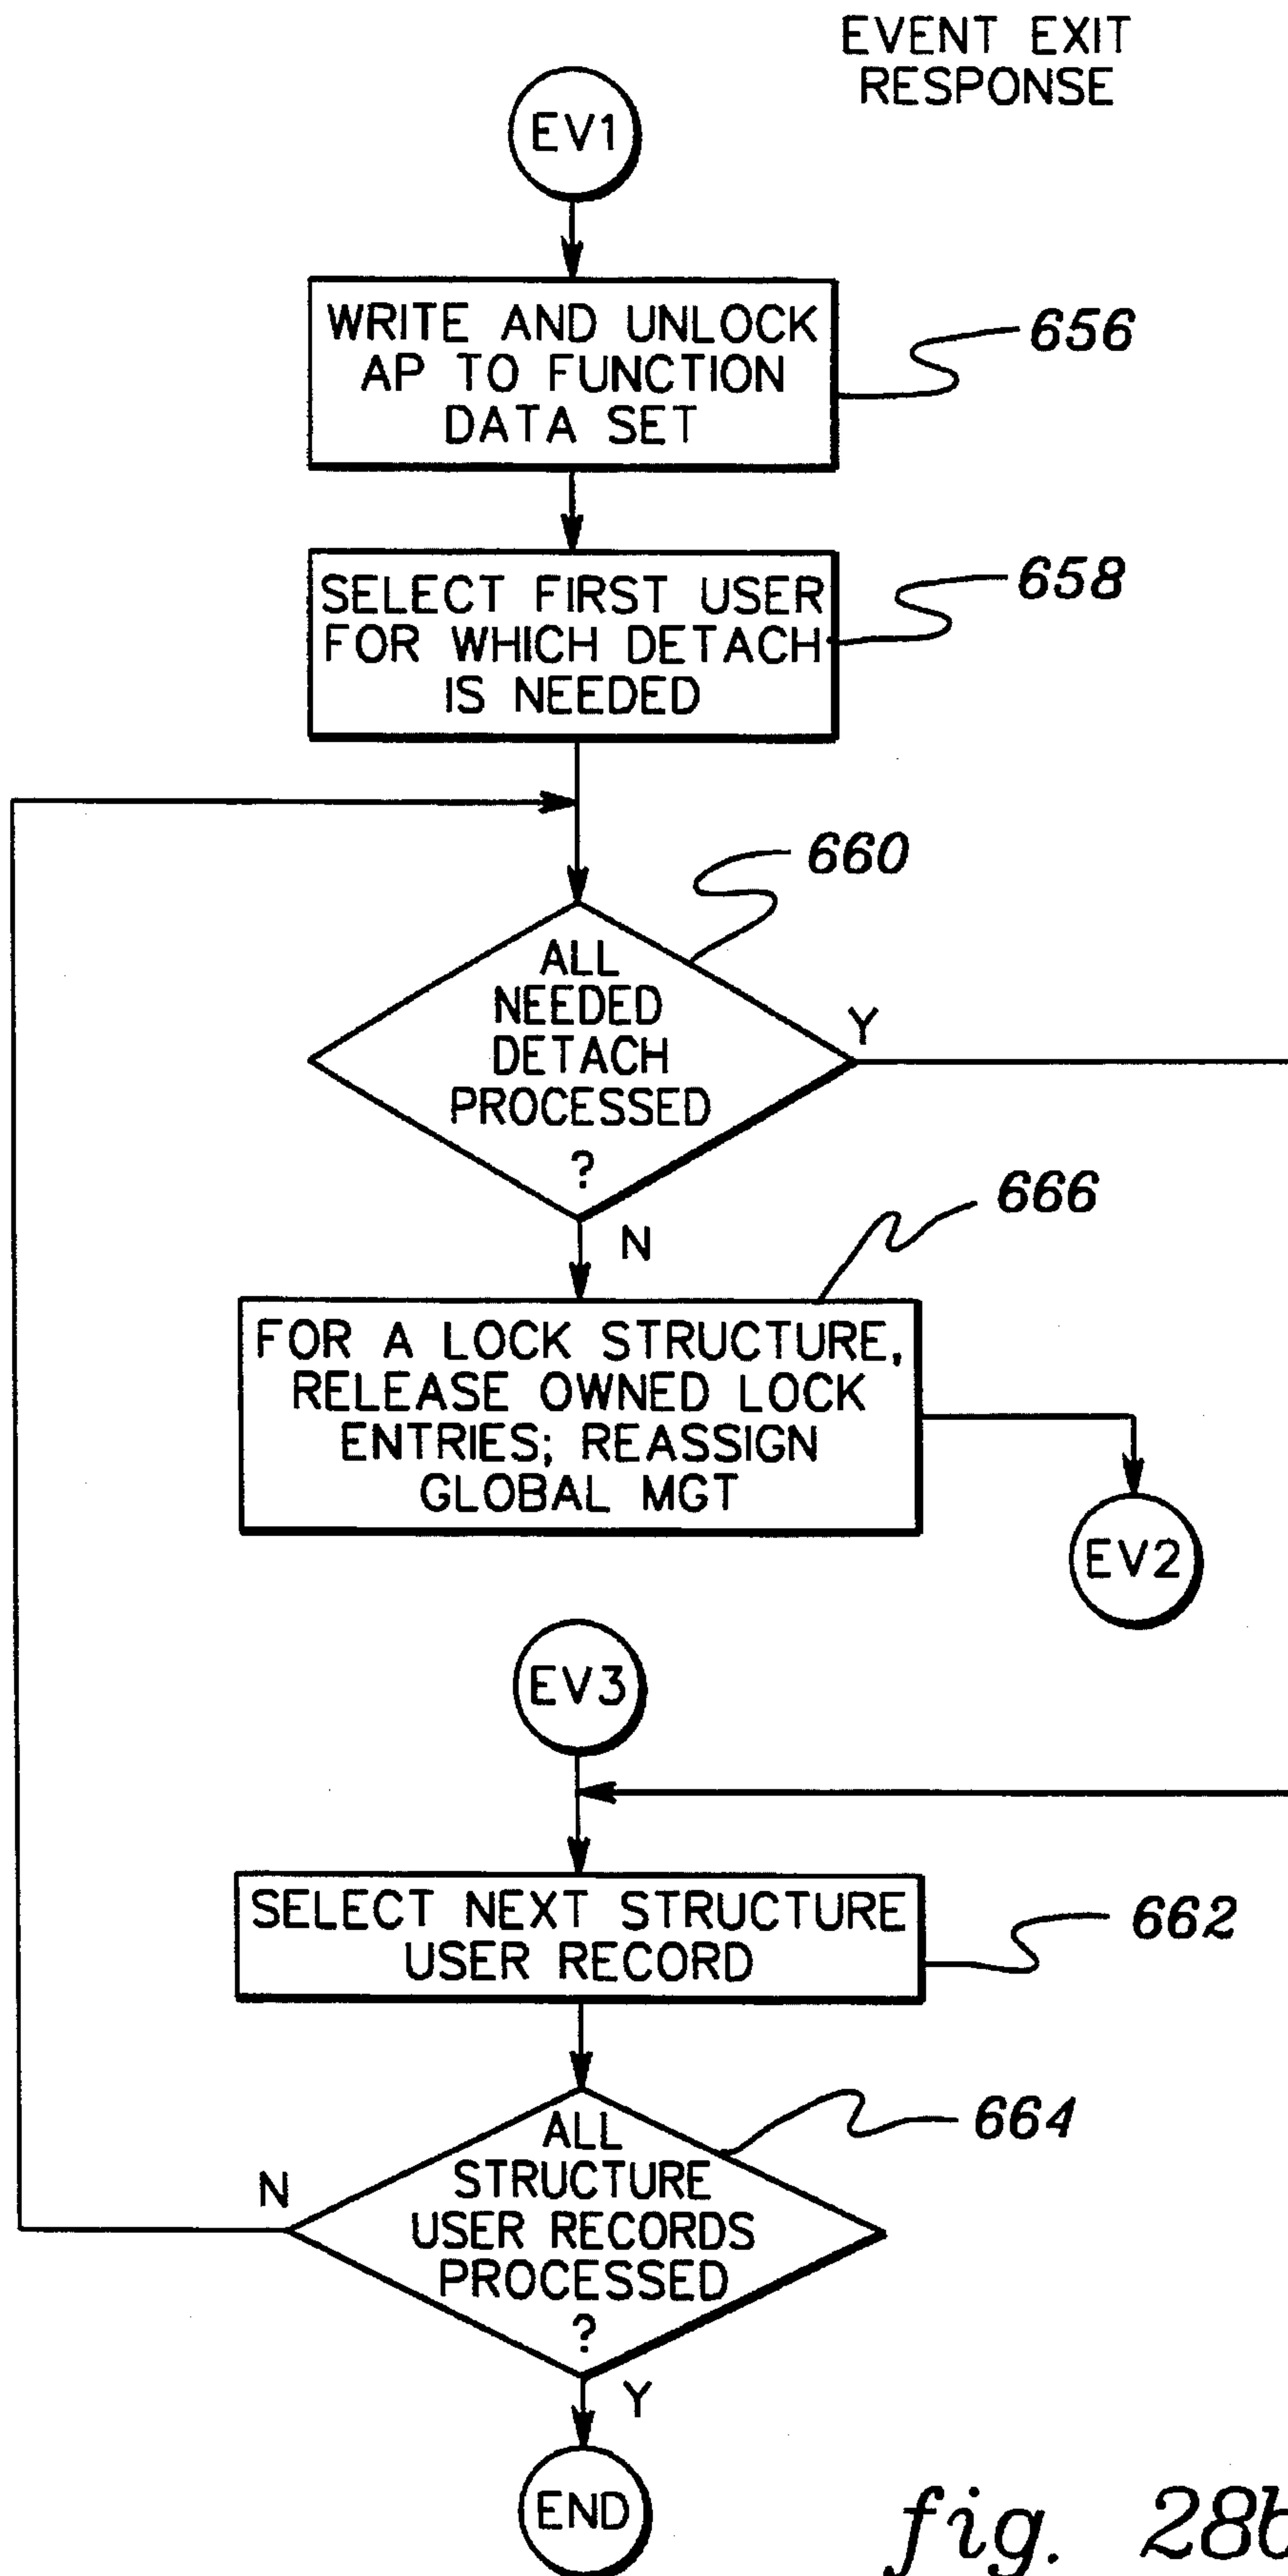 EVENT EXIT
RESPONSE
EV1
WRITE AND UNLOCK
AP TO FUNCTION
DATA SET
656
SELECT FIRST USER
FOR WHICH DETACH
IS NEEDED
658
660
ALL
NEEDED
DETACH
PROCESSED
?
Y
N
666
FOR A LOCK STRUCTURE,
RELEASE OWNED LOCK
ENTRIES; REASSIGN
GLOBAL MGT
EV2
EV3
SELECT NEXT STRUCTURE
USER RECORD
662
664
ALL
STRUCTURE
USER RECORDS
PROCESSED
?
N
Y
END
fig. 28b